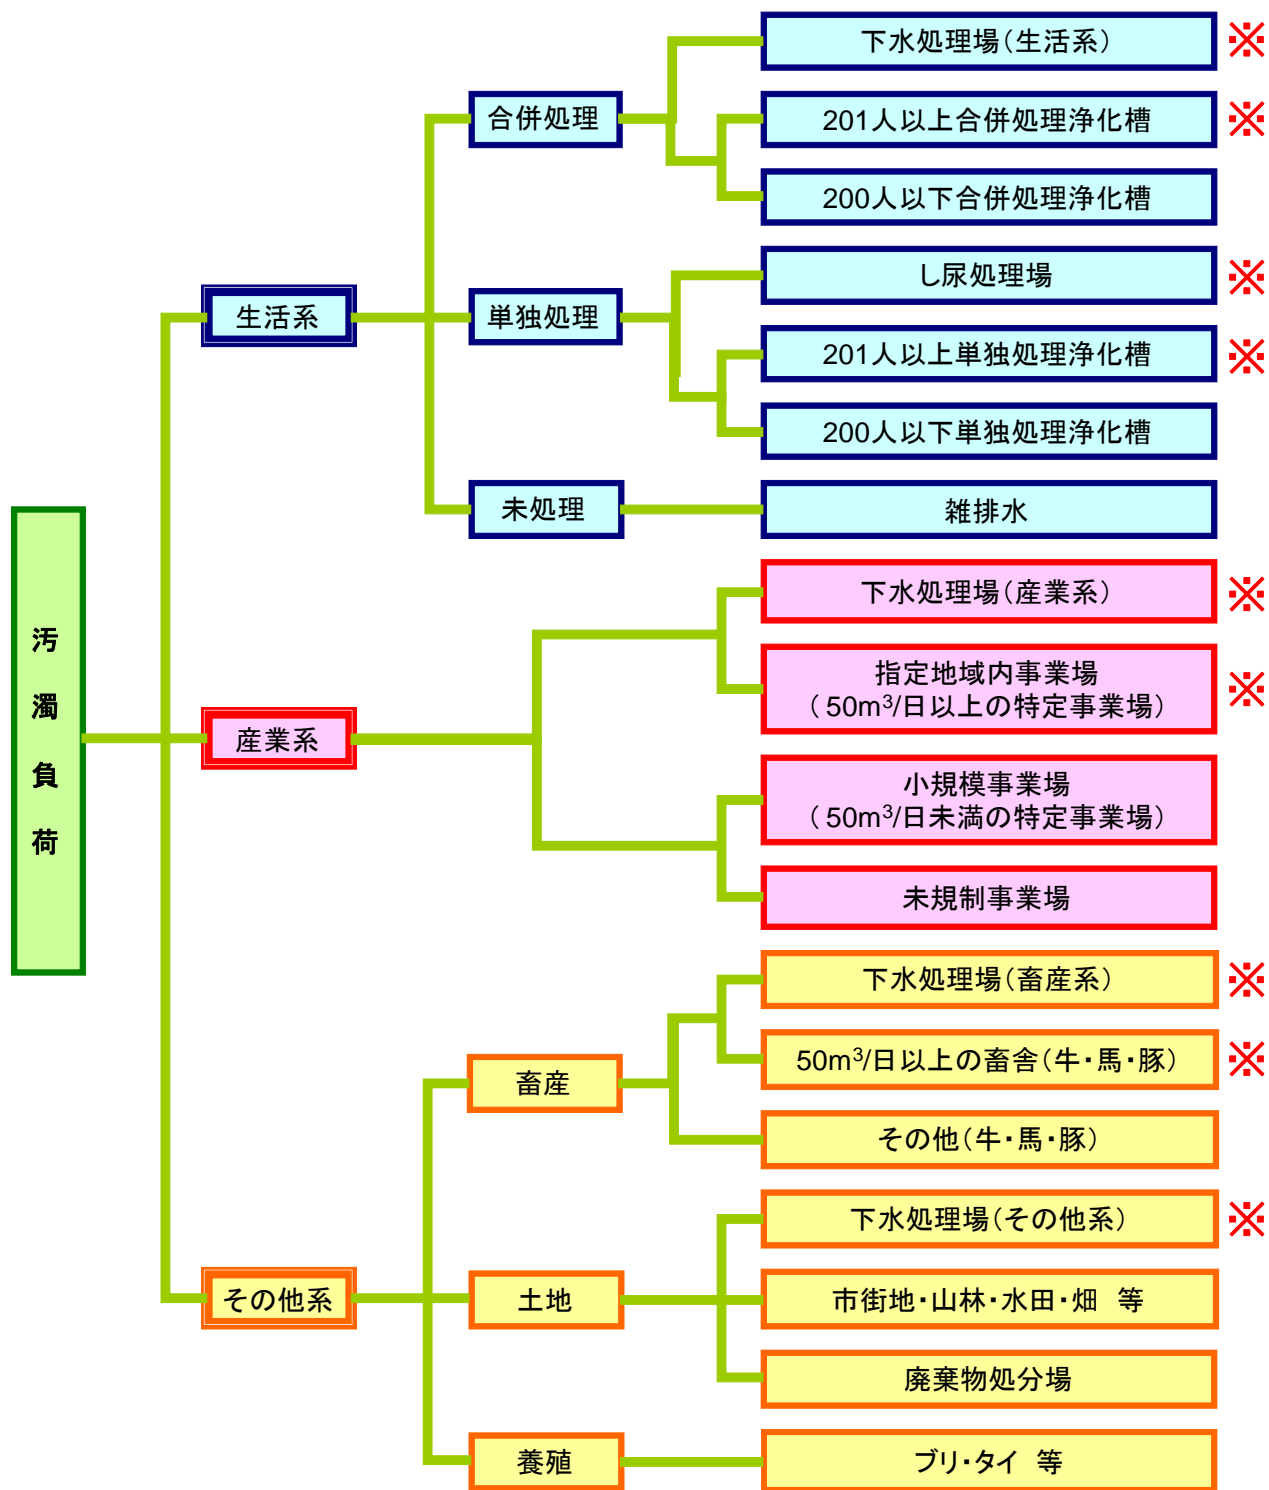 汚濁負荷
生活系
合併処理
下水処理場(生活系) ※
201人以上合併処理浄化槽 ※
200人以下合併処理浄化槽
単独処理
し尿処理場 ※
201人以上単独処理浄化槽 ※
200人以下単独処理浄化槽
未処理
雑排水
産業系
下水処理場(産業系) ※
指定地域内事業場 ※
(50m³/日以上の特定事業場)
小規模事業場
(50m³/日未満の特定事業場)
未規制事業場
その他系
畜産
下水処理場(畜産系) ※
50m³/日以上の畜舎(牛・馬・豚) ※
その他(牛・馬・豚)
土地
下水処理場(その他系) ※
市街地・山林・水田・畑 等
廃棄物処分場
養殖
ブリ・タイ 等